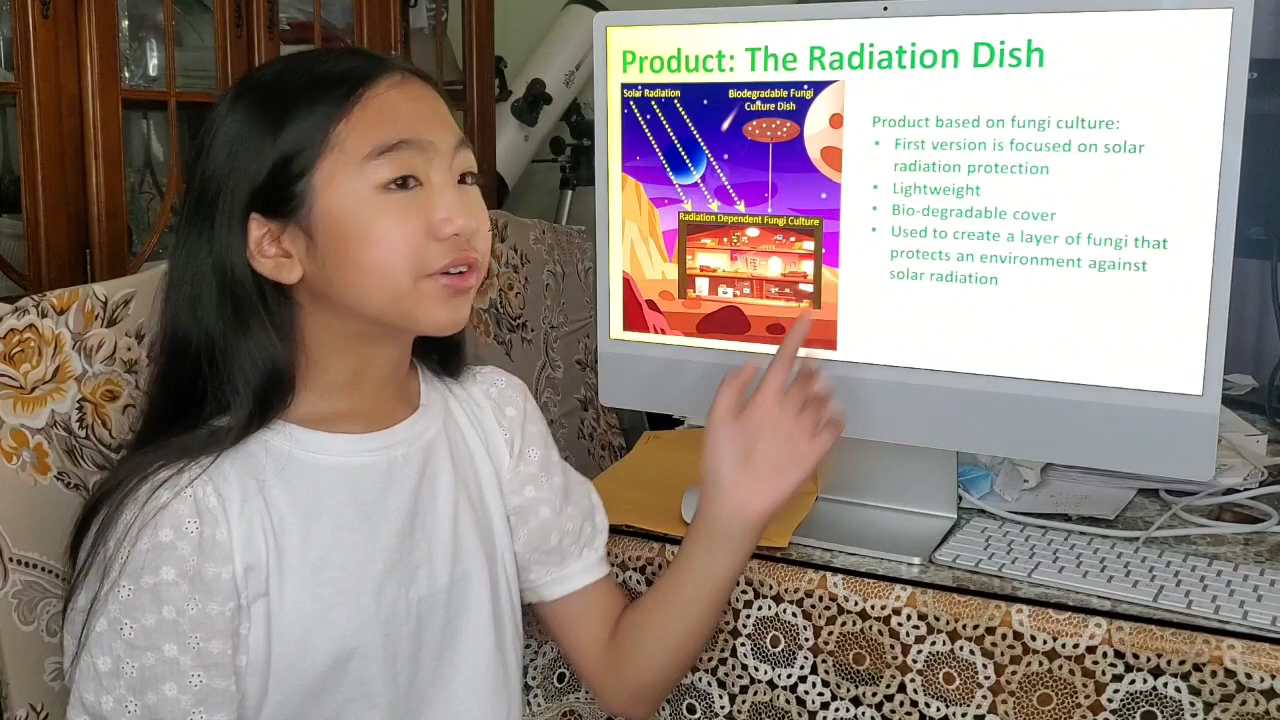 Product: The Radiation Dish
Solar Radiation
Biodegradable Fungi
Culture Dish
Radiation Dependent Fungi Culture
Product based on fungi culture:
• First version is focused on solar
radiation protection
• Lightweight
• Bio-degradable cover
• Used to create a layer of fungi that
protects an environment against
solar radiation